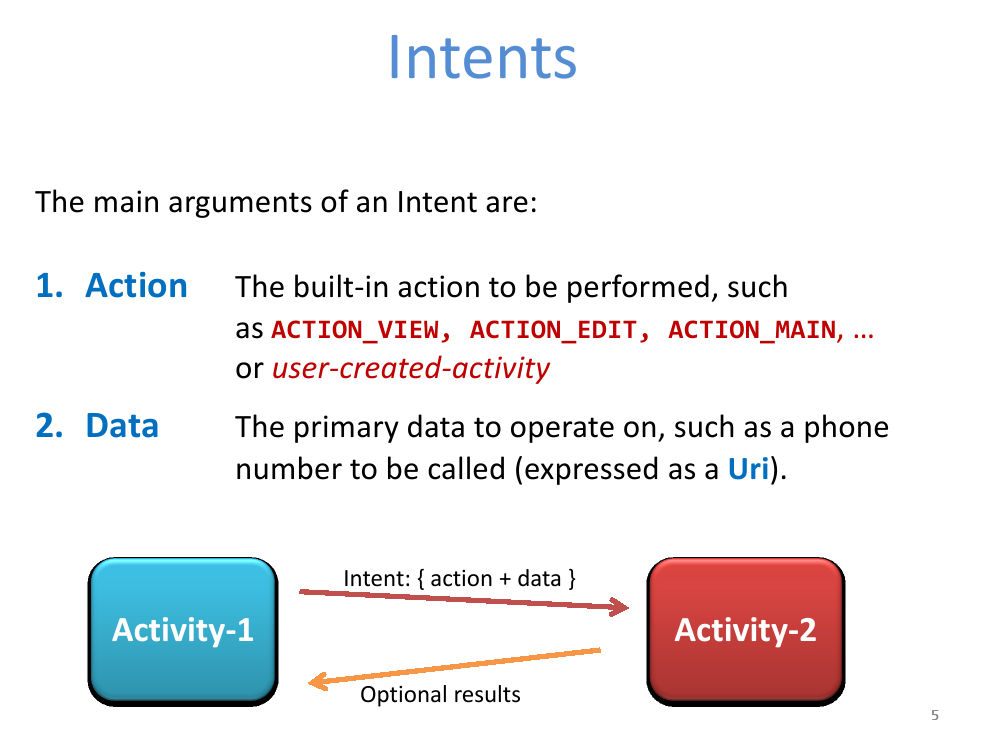 Intents
The main arguments of an Intent are:
1. Action The built-in action to be performed, such
as ACTION_VIEW, ACTION_EDIT, ACTION_MAIN, ...
or user-created-activity
2. Data The primary data to operate on, such as a phone
number to be called (expressed as a Uri).
Intent: { action + data }
Activity-1
Activity-2
Optional results
5